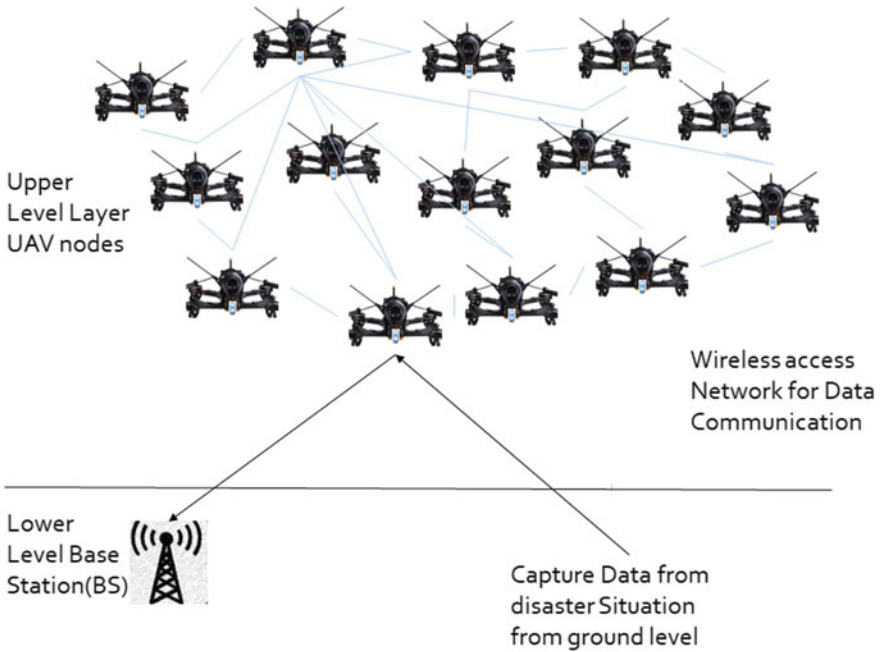 Upper
Level Layer
UAV nodes
Wireless access
Network for Data
Communication
Lower
Level Base
Station(BS)
Capture Data from
disaster Situation
from ground level